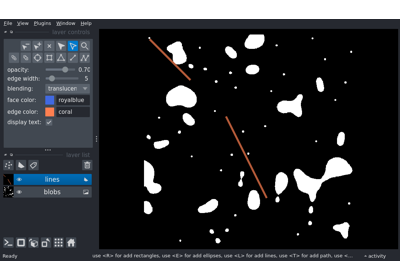 File View Plugins Window Help
layer controls
opacity: 0.70
edge width: 5
blending: translucen
face color: royalblue
edge color: coral
display text:
layer list
lines
blobs
Ready use <R> for add rectangles, use <E> for add ellipses, use <L> for add lines, use <T> for add path, use <... activity